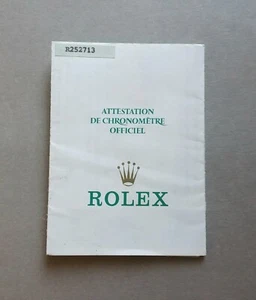 R252713
ATTESTATION
DE CHRONOMÈTRE
OFFICIEL
ROLEX